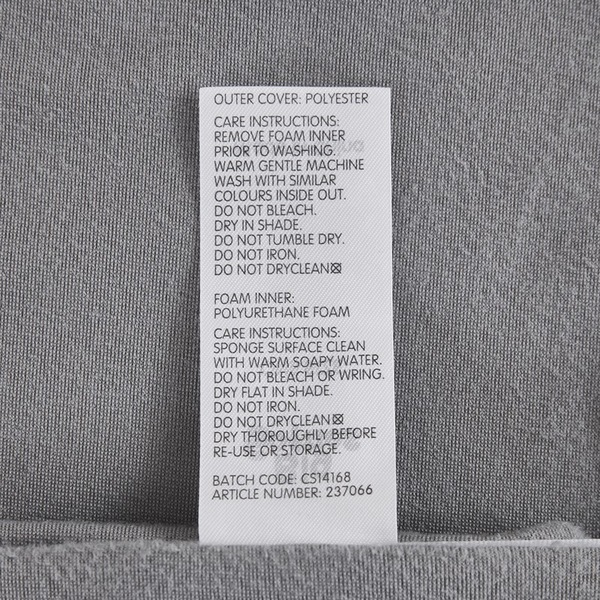 OUTER COVER: POLYESTER
CARE INSTRUCTIONS:
REMOVE FOAM INNER
PRIOR TO WASHING.
WARM GENTLE MACHINE
WASH WITH SIMILAR
COLOURS INSIDE OUT.
DO NOT BLEACH.
DRY IN SHADE.
DO NOT TUMBLE DRY.
DO NOT IRON.
DO NOT DRYCLEAN
FOAM INNER:
POLYURETHANE FOAM
CARE INSTRUCTIONS:
SPONGE SURFACE CLEAN
WITH WARM SOAPY WATER.
DO NOT BLEACH OR WRING.
DRY FLAT IN SHADE.
DO NOT IRON.
DO NOT DRYCLEAN
DRY THOROUGHLY BEFORE
RE-USE OR STORAGE.
BATCH CODE: CS14168
ARTICLE NUMBER: 237066